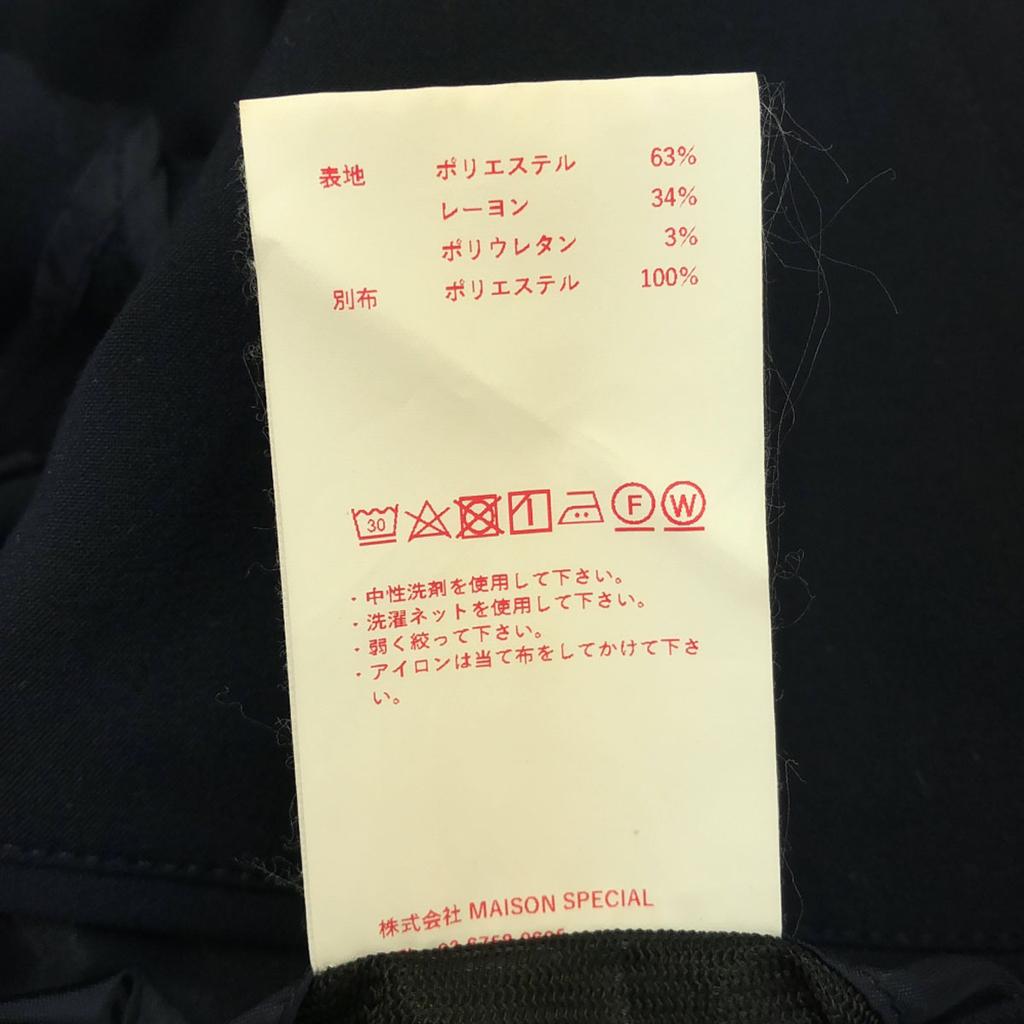 表地 ポリエステル 63%
レーヨン 34%
ポリウレタン 3%
別布 ポリエステル 100%
30 F W
・中性洗剤を使用して下さい。
・洗濯ネットを使用して下さい。
・弱く絞って下さい。
・アイロンは当て布をしてかけて下さ
い。
株式会社 MAISON SPECIAL